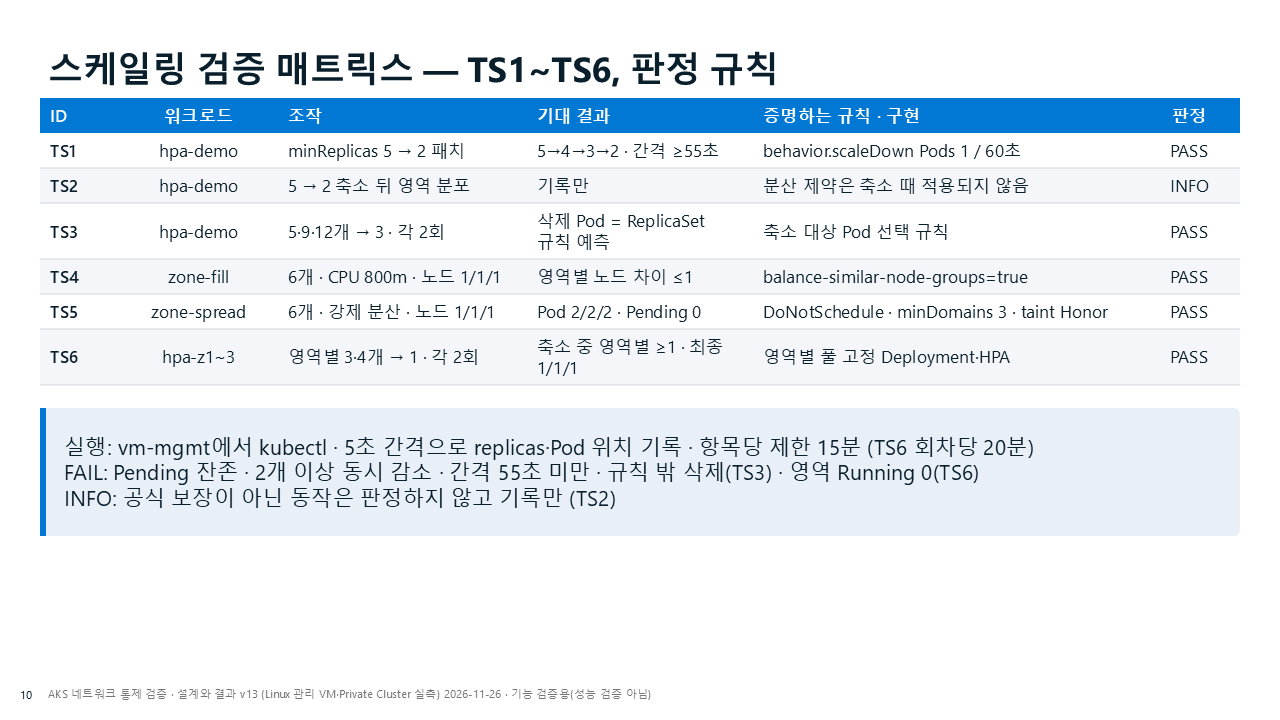 스케일링 검증 매트릭스 — TS1~TS6, 판정 규칙
ID 워크로드 조작 기대 결과 증명하는 규칙 · 구현 판정
TS1 hpa-demo minReplicas 5 → 2 패치 5→4→3→2 · 간격 ≥55초 behavior.scaleDown Pods 1 / 60초 PASS
TS2 hpa-demo 5 → 2 축소 뒤 영역 분포 기록만 분산 제약은 축소 때 적용되지 않음 INFO
TS3 hpa-demo 5·9·12개 → 3 · 각 2회 삭제 Pod = ReplicaSet
규칙 예측 축소 대상 Pod 선택 규칙 PASS
TS4 zone-fill 6개 · CPU 800m · 노드 1/1/1 영역별 노드 차이 ≤1 balance-similar-node-groups=true PASS
TS5 zone-spread 6개 · 강제 분산 · 노드 1/1/1 Pod 2/2/2 · Pending 0 DoNotSchedule · minDomains 3 · taint Honor PASS
TS6 hpa-z1~3 영역별 3·4개 → 1 · 각 2회 축소 중 영역별 ≥1 · 최종
1/1/1 영역별 풀 고정 Deployment·HPA PASS
실행: vm-mgmt에서 kubectl · 5초 간격으로 replicas·Pod 위치 기록 · 항목당 제한 15분 (TS6 회차당 20분)
FAIL: Pending 잔존 · 2개 이상 동시 감소 · 간격 55초 미만 · 규칙 밖 삭제(TS3) · 영역 Running 0(TS6)
INFO: 공식 보장이 아닌 동작은 판정하지 않고 기록만 (TS2)
10 AKS 네트워크 통제 검증 · 설계와 결과 v13 (Linux 관리 VM·Private Cluster 실측) 2026-11-26 · 기능 검증용(성능 검증 아님)